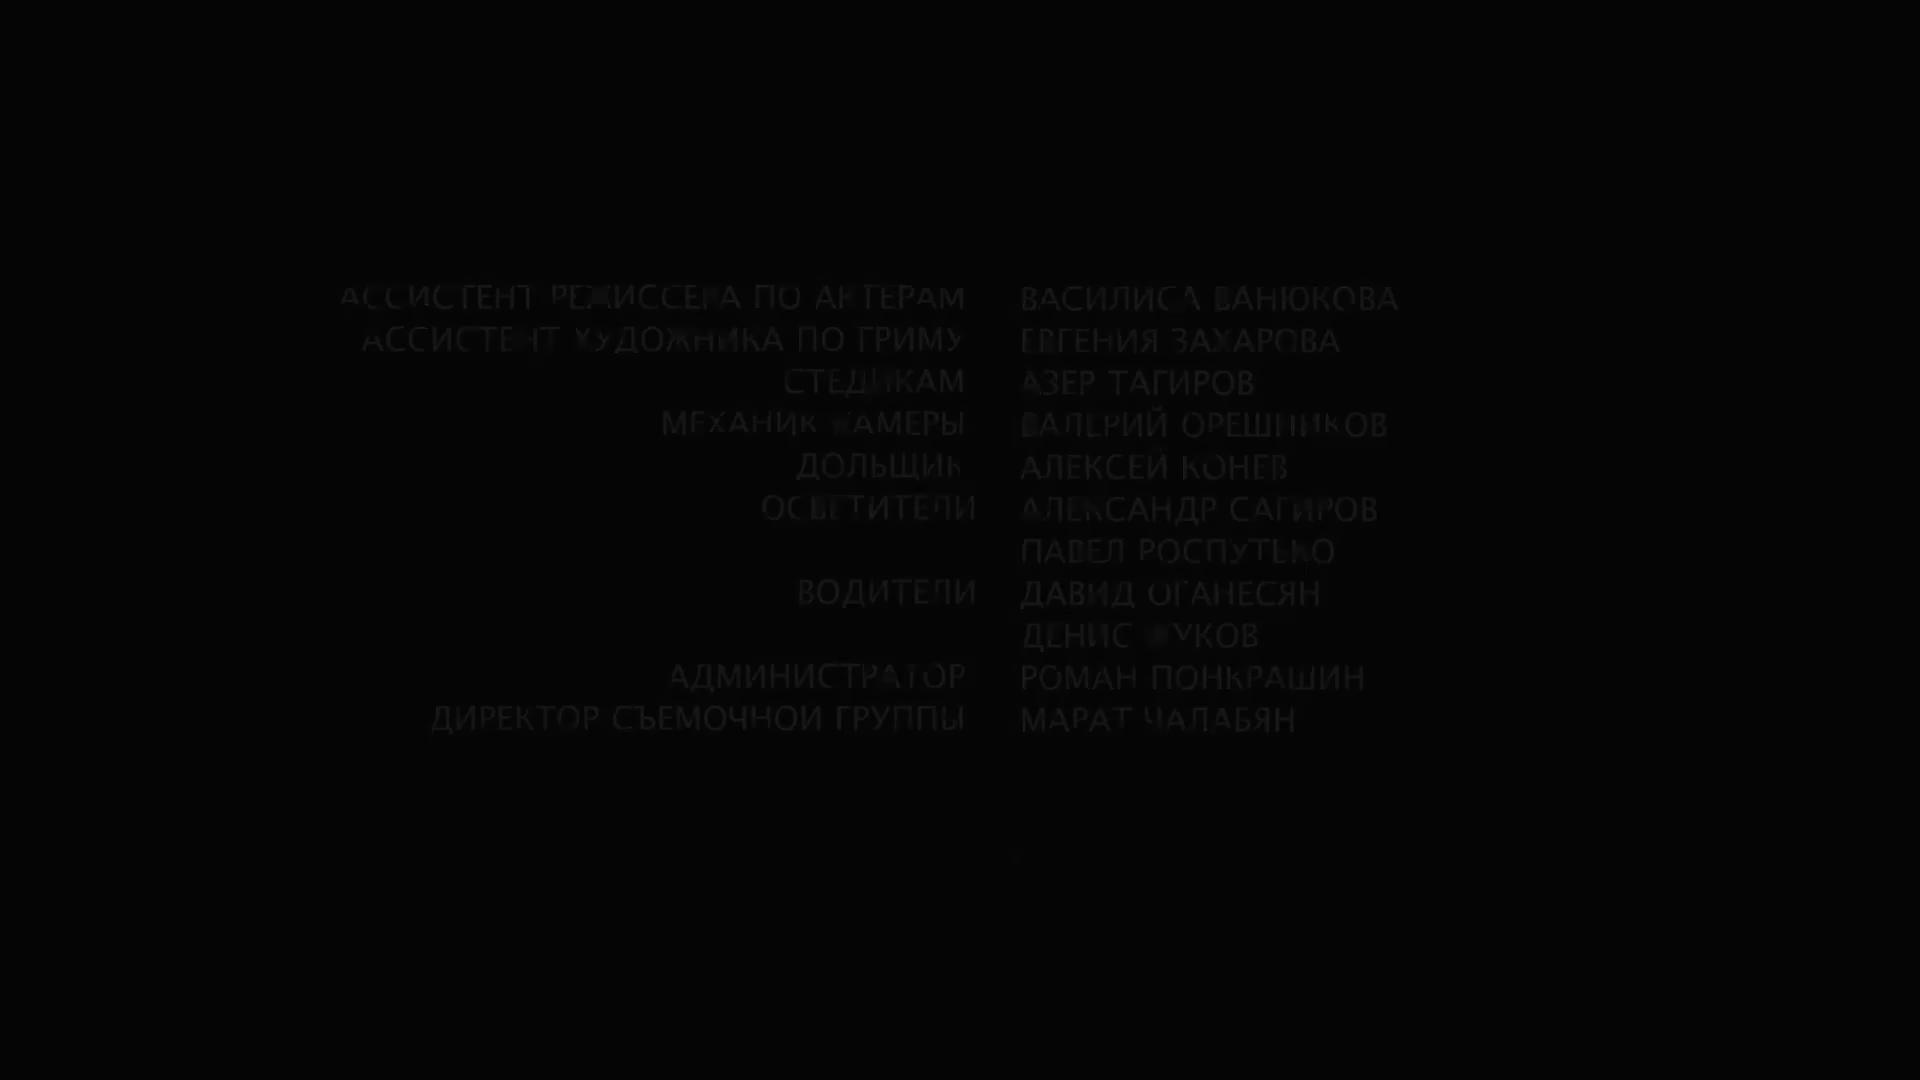 АССИСТЕНТ РЕЖИССЕРА ПО АКТЕРАМ ВАСИЛИСА ВАНЮКОВА
АССИСТЕНТ ХУДОЖНИКА ПО ГРИМУ ЕВГЕНИЯ ЗАХАРОВА
СТЕДИКАМ АЗЕР ТАГИРОВ
МЕХАНИК КАМЕРЫ ВАЛЕРИЙ ОРЕШНИКОВ
ДОЛЬЩИК АЛЕКСЕЙ КОНЕВ
ОСВЕТИТЕЛИ АЛЕКСАНДР САГИРОВ
ПАВЕЛ РОСПУТЬКО
ВОДИТЕЛИ ДАВИД ОГАНЕСЯН
ДЕНИС ЖУКОВ
АДМИНИСТРАТОР РОМАН ПОНКРАШИН
ДИРЕКТОР СЪЕМОЧНОЙ ГРУППЫ МАРАТ ЧАЛАБЯН